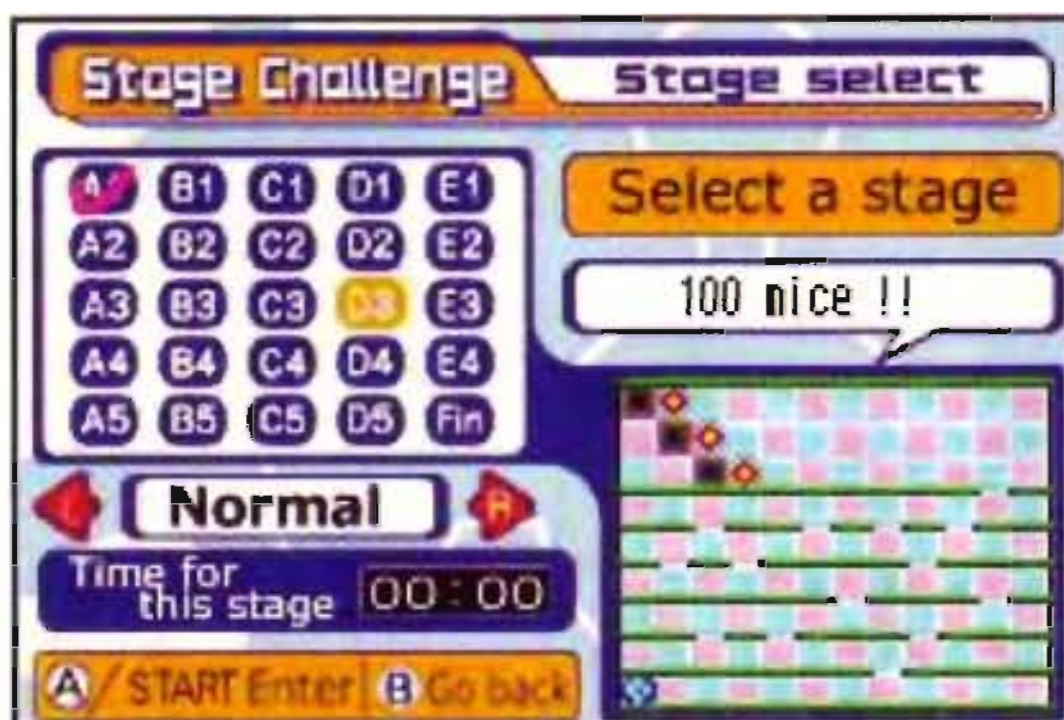 Stage Challenge
Stage select
B1 C1 D1 E1
A2 B2 C2 D2 E2
A3 B3 C3 D3 E3
A4 B4 C4 D4 E4
A5 B5 C5 D5 Fin
Select a stage
100 nice !!
Normal
Time for
this stage 00:00
A/START Enter B Go back